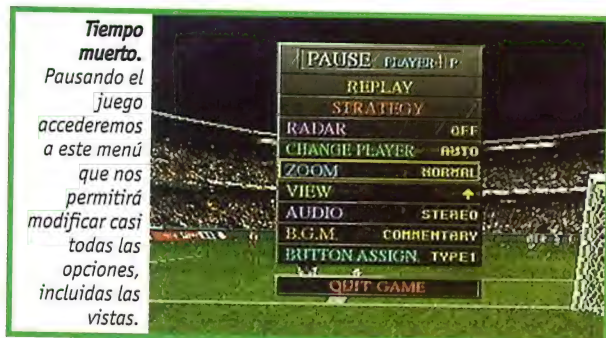 Tiempo
muerto.
Pausando el
juego
accederemos
a este menú
que nos
permitirá
modificar casi
todas las
opciones,
incluidas las
vistas.
PAUSE PLAYER-1 P
REPLAY
STRATEGY
RADAR OFF
CHANGE PLAYER AUTO
ZOOM NORMAL
VIEW
AUDIO STEREO
B.G.M. COMMENTARY
BUTTON ASSIGN. TYPE1
QUIT GAME